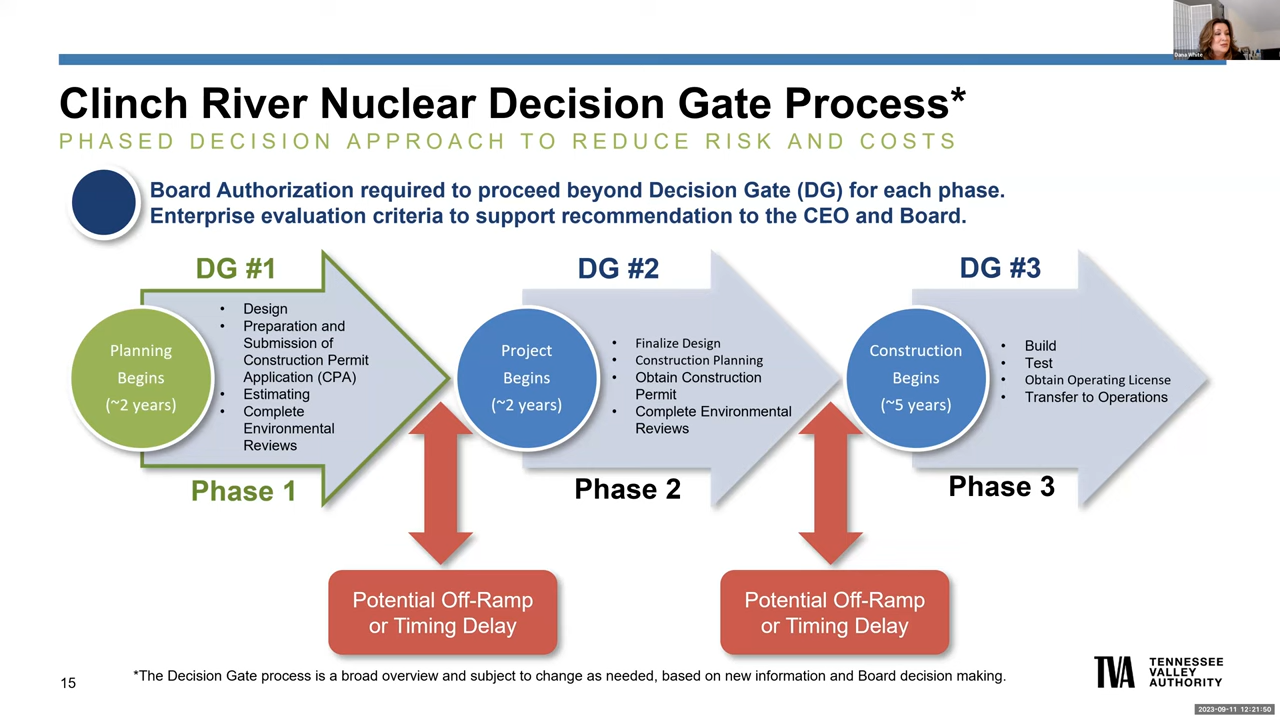 Dana White
Clinch River Nuclear Decision Gate Process*
PHASED DECISION APPROACH TO REDUCE RISK AND COSTS
Board Authorization required to proceed beyond Decision Gate (DG) for each phase.
Enterprise evaluation criteria to support recommendation to the CEO and Board.
DG #1
Planning
Begins
(~2 years)
• Design
• Preparation and
Submission of
Construction Permit
Application (CPA)
• Estimating
• Complete
Environmental
Reviews
Phase 1
DG #2
Project
Begins
(~2 years)
• Finalize Design
• Construction Planning
• Obtain Construction
Permit
• Complete Environmental
Reviews
Phase 2
DG #3
Construction
Begins
(~5 years)
• Build
• Test
• Obtain Operating License
• Transfer to Operations
Phase 3
Potential Off-Ramp
or Timing Delay
Potential Off-Ramp
or Timing Delay
*The Decision Gate process is a broad overview and subject to change as needed, based on new information and Board decision making.
15
TVA
TENNESSEE
VALLEY
AUTHORITY
2023-09-11 12:21:50